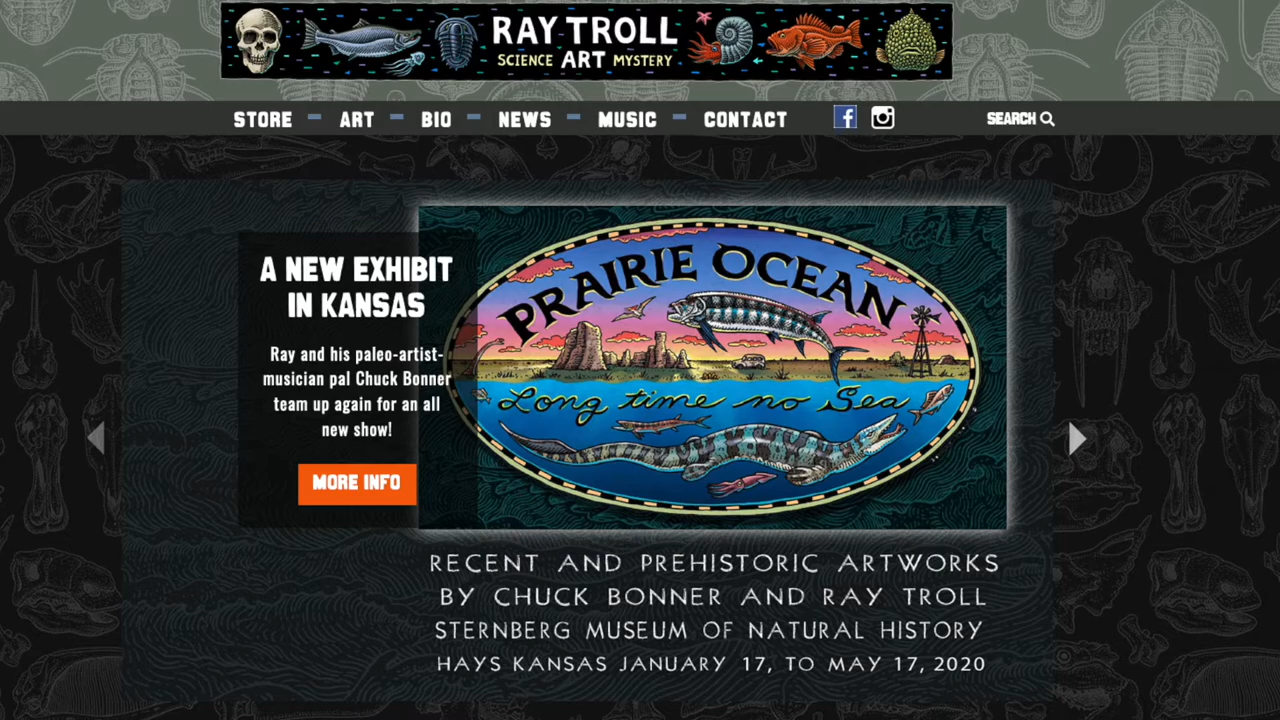 RAY TROLL
SCIENCE ART MYSTERY
STORE - ART - BIO - NEWS - MUSIC - CONTACT
SEARCH
A NEW EXHIBIT
IN KANSAS
Ray and his paleo-artist-
musician pal Chuck Bonner
team up again for an all
new show!
MORE INFO
PRAIRIE OCEAN
Long time no Sea
RECENT AND PREHISTORIC ARTWORKS
BY CHUCK BONNER AND RAY TROLL
STERNBERG MUSEUM OF NATURAL HISTORY
HAYS KANSAS JANUARY 17, TO MAY 17, 2020